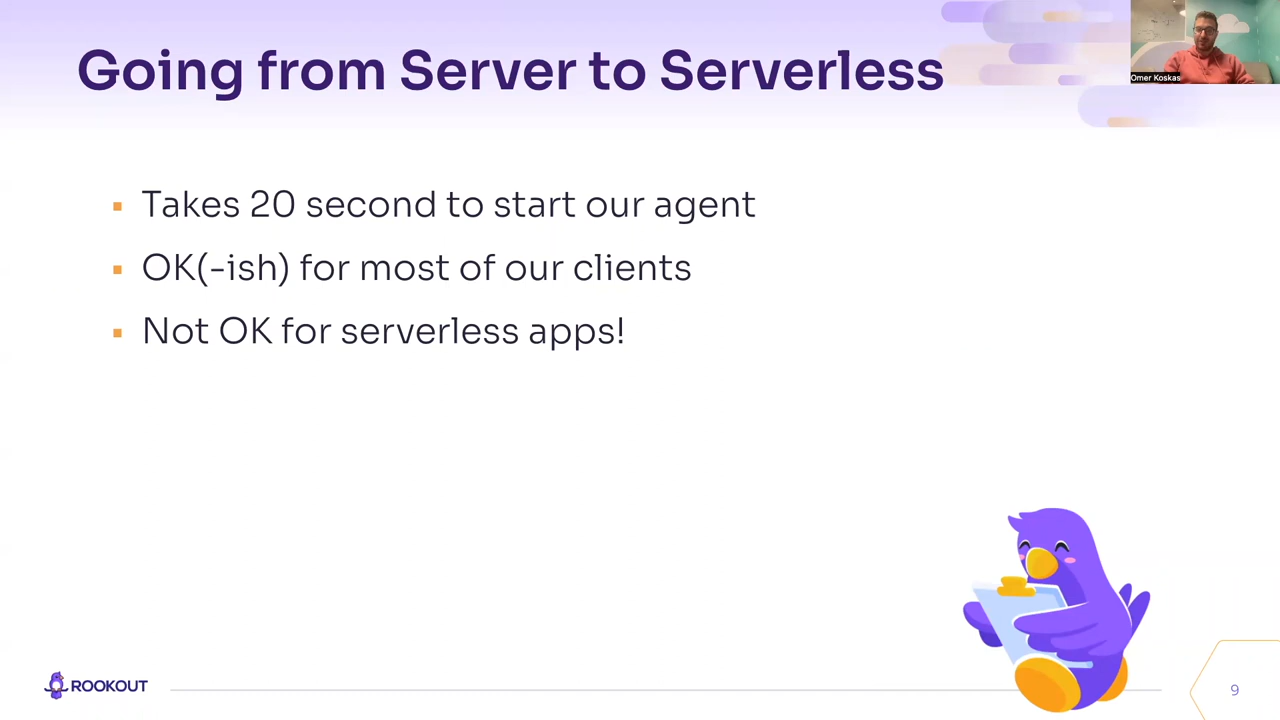 Going from Server to Serverless
Omer Koskas
Takes 20 second to start our agent
OK(-ish) for most of our clients
Not OK for serverless apps!
ROOKOUT
9